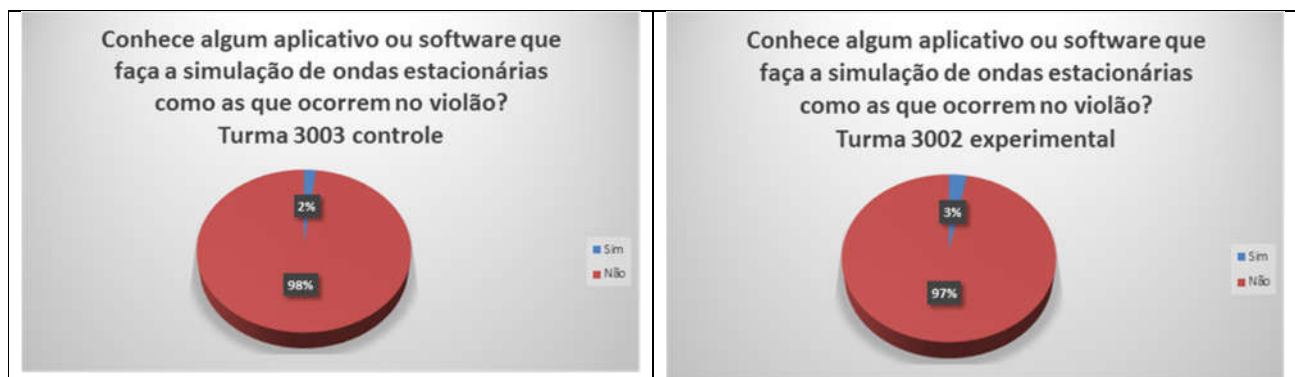 Conhece algum aplicativo ou software que
faça a simulação de ondas estacionárias
como as que ocorrem no violão?
Turma 3003 controle
2%
98%
Sim
Não
Conhece algum aplicativo ou software que
faça a simulação de ondas estacionárias
como as que ocorrem no violão?
Turma 3002 experimental
3%
97%
Sim
Não